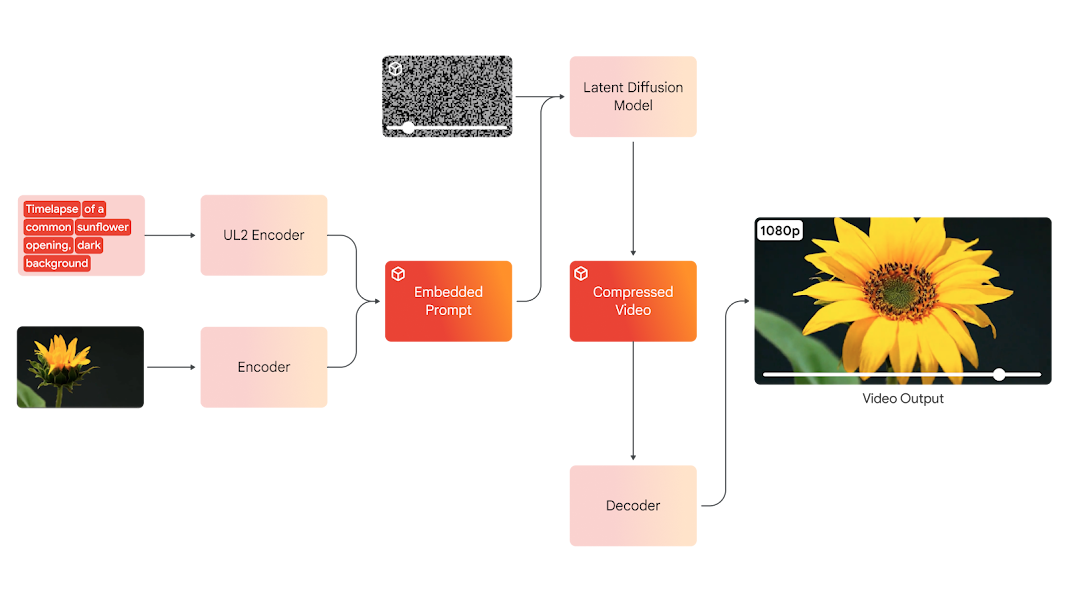 Latent Diffusion
Model
Timelapse of a
common sunflower
opening, dark
background
UL2 Encoder
Embedded
Prompt
Compressed
Video
1080p
Encoder
Video Output
Decoder